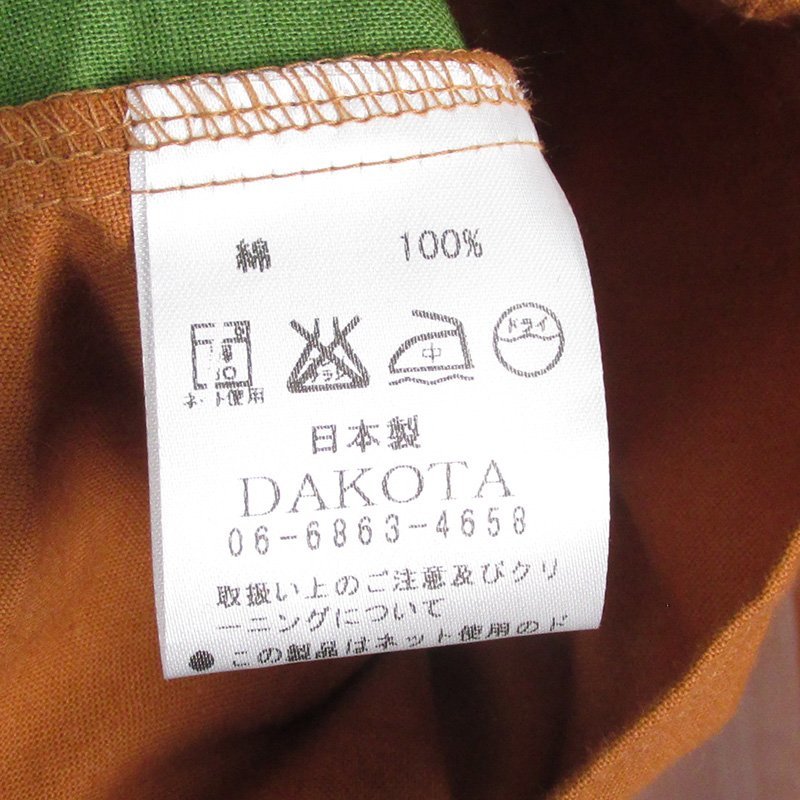 綿 100%
中 ドライ
ネット使用
日本製
DAKOTA
06-6863-4658
取扱い上のご注意及びクリ
ーニングについて
● この製品はネット使用のド